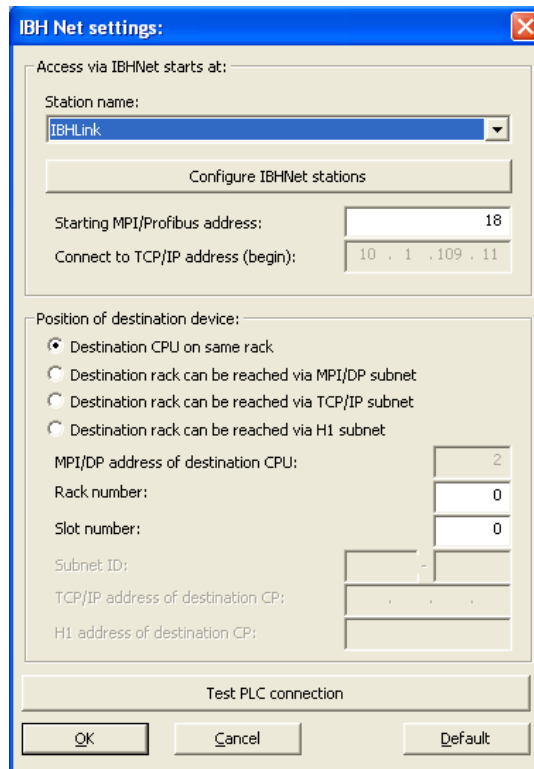 IBH Net settings:
Access via IBHNet starts at:
Station name:
IBHLink
Configure IBHNet stations
Starting MPI/Profibus address: 18
Connect to TCP/IP address (begin): 10 . 1 .109 . 11
Position of destination device:
Destination CPU on same rack
Destination rack can be reached via MPI/DP subnet
Destination rack can be reached via TCP/IP subnet
Destination rack can be reached via H1 subnet
MPI/DP address of destination CPU: 2
Rack number: 0
Slot number: 0
Subnet ID: -
TCP/IP address of destination CP: . . .
H1 address of destination CP:
Test PLC connection
OK Cancel Default